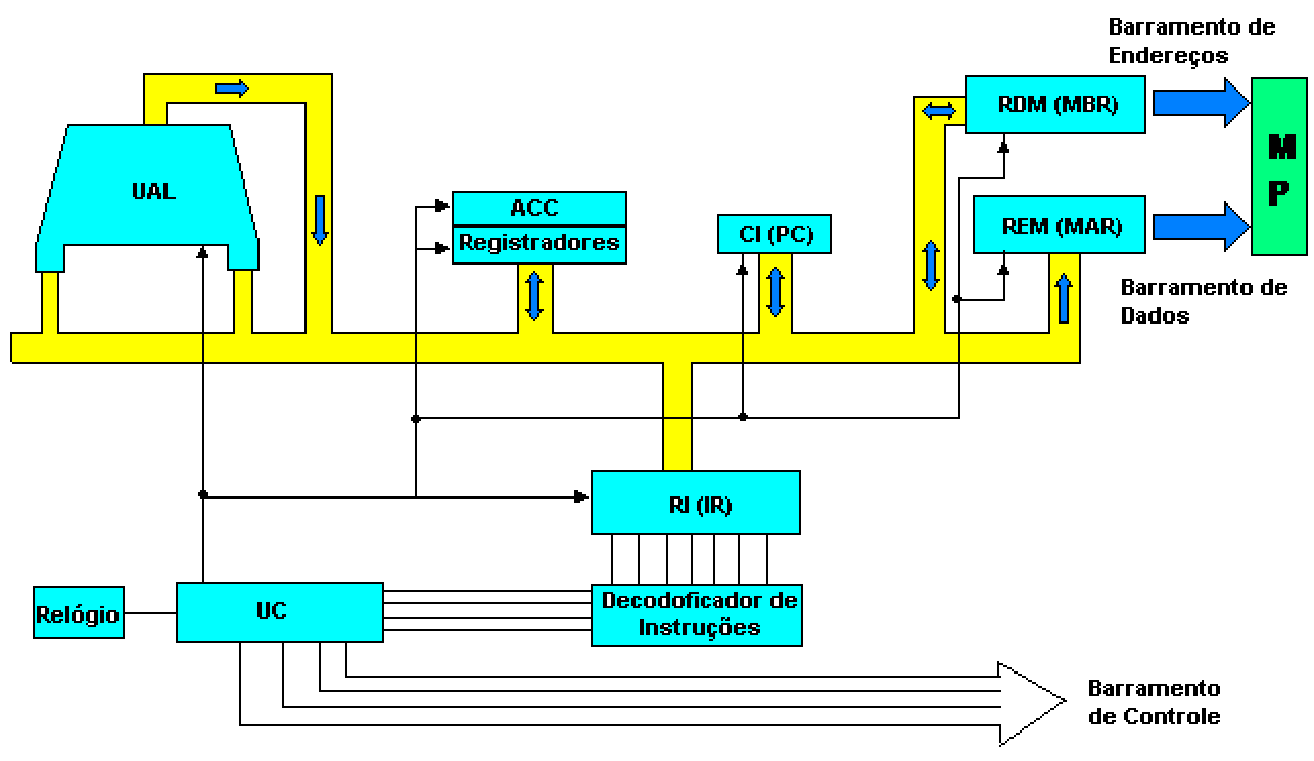 Barramento de
Endereços
RDM (MBR)
M
P
UAL
ACC
Registradores
CI (PC)
REM (MAR)
Barramento de
Dados
RI (IR)
Relógio
UC
Decodoficador de
Instruções
Barramento
de Controle